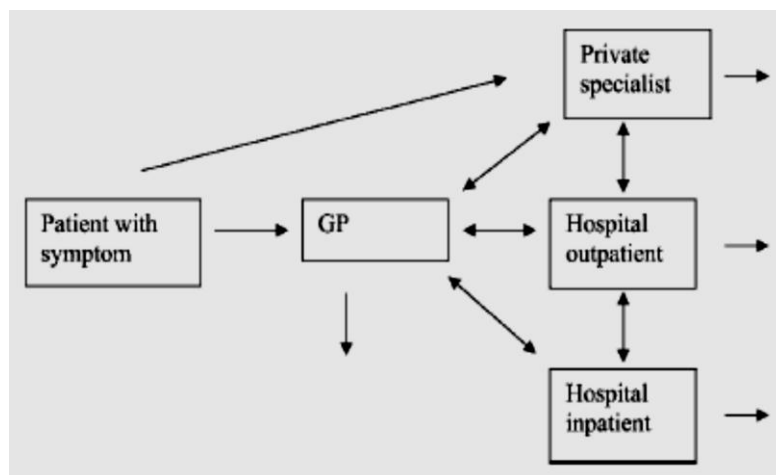 Private
specialist
Patient with
symptom
GP
Hospital
outpatient
Hospital
inpatient